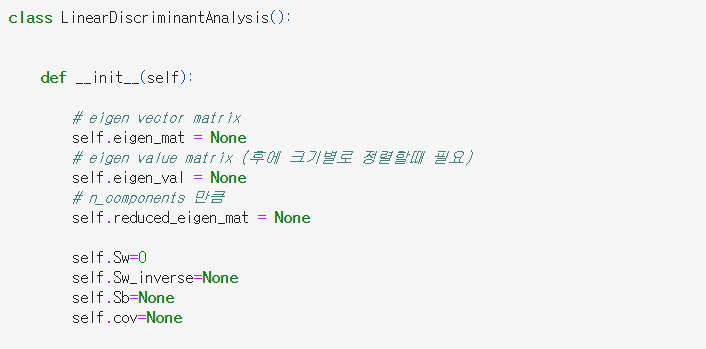 class LinearDiscriminantAnalysis():
def __init__(self):
# eigen vector matrix
self.eigen_mat = None
# eigen value matrix (후에 크기별로 정렬할때 필요)
self.eigen_val = None
# n_components 만큼
self.reduced_eigen_mat = None
self.Sw=0
self.Sw_inverse=None
self.Sb=None
self.cov=None